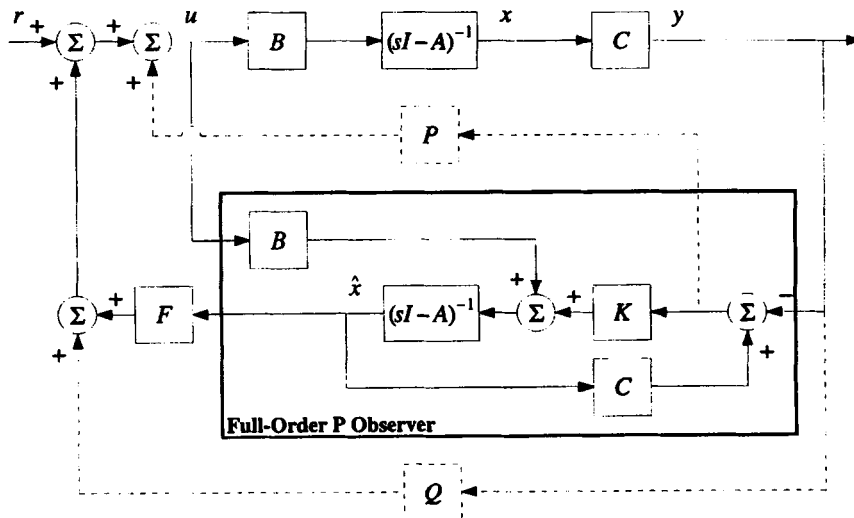 r + + u x y
Σ Σ B (sI−A)⁻¹ C
+ +
P
B
x̂ + −
+ F (sI−A)⁻¹ Σ + K Σ
Σ
+ +
C
Full-Order P Observer
Q